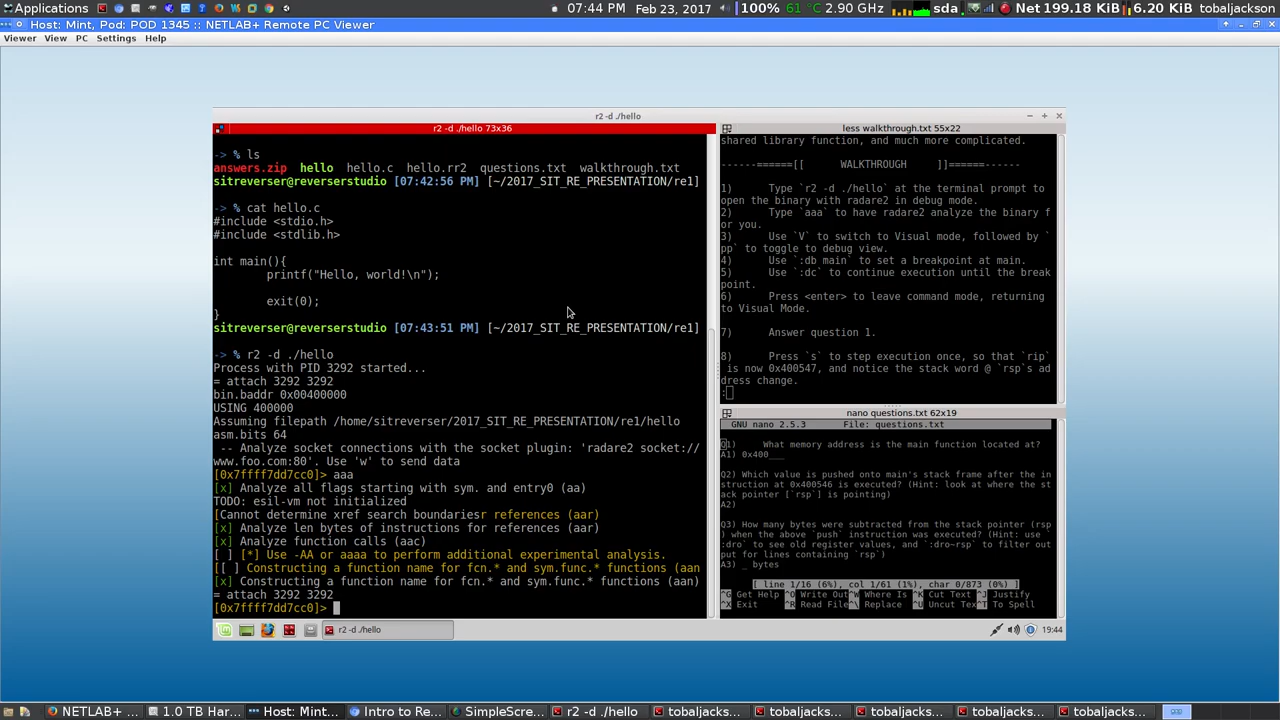 Applications
07:44 PM Feb 23, 2017
100% 61 °C 2.90 GHz
sda
Net 199.18 KiB
6.20 KiB tobaljackson
Host: Mint, Pod: POD 1345 :: NETLAB+ Remote PC Viewer
Viewer View PC Settings Help
r2 -d ./hello
r2 -d ./hello 73x36
-> % ls
answers.zip hello hello.c hello.rr2 questions.txt walkthrough.txt
sitreverser@reverserstudio [07:42:56 PM] [~/2017_SIT_RE_PRESENTATION/re1]
-> % cat hello.c
#include <stdio.h>
#include <stdlib.h>
int main(){
printf("Hello, world!\n");
exit(0);
}
sitreverser@reverserstudio [07:43:51 PM] [~/2017_SIT_RE_PRESENTATION/re1]
-> % r2 -d ./hello
Process with PID 3292 started...
= attach 3292 3292
bin.baddr 0x00400000
USING 400000
Assuming filepath /home/sitreverser/2017_SIT_RE_PRESENTATION/re1/hello
asm.bits 64
-- Analyze socket connections with the socket plugin: 'radare2 socket://
www.foo.com:80'. Use 'w' to send data
[0x7ffff7dd7cc0]> aaa
[x] Analyze all flags starting with sym. and entry0 (aa)
TODO: esil-vm not initialized
[Cannot determine xref search boundariesr references (aar)
[x] Analyze len bytes of instructions for references (aar)
[x] Analyze function calls (aac)
[ ] [*] Use -AA or aaaa to perform additional experimental analysis.
[[ ] Constructing a function name for fcn.* and sym.func.* functions (aan
[x] Constructing a function name for fcn.* and sym.func.* functions (aan)
= attach 3292 3292
[0x7ffff7dd7cc0]>
less walkthrough.txt 55x22
shared library function, and much more complicated.
------======[[ WALKTHROUGH ]]======------
1) Type `r2 -d ./hello` at the terminal prompt to
open the binary with radare2 in debug mode.
2) Type `aaa` to have radare2 analyze the binary f
or you.
3) Use `V` to switch to Visual mode, followed by `
pp` to toggle to debug view.
4) Use `:db main` to set a breakpoint at main.
5) Use `:dc` to continue execution until the break
point.
6) Press <enter> to leave command mode, returning
to Visual Mode.
7) Answer question 1.
8) Press `s` to step execution once, so that `rip`
is now 0x400547, and notice the stack word @ `rsp`s ad
dress change.
:
nano questions.txt 62x19
GNU nano 2.5.3 File: questions.txt
Q1) What memory address is the main function located at?
A1) 0x400___
Q2) Which value is pushed onto main's stack frame after the in
struction at 0x400546 is executed? (Hint: look at where the st
ack pointer [`rsp`] is pointing)
A2)
Q3) How many bytes were subtracted from the stack pointer (rsp
) when the above `push` instruction was executed? (Hint: use `
:dro` to see old register values, and `:dro~rsp` to filter out
put for lines containing `rsp`)
A3) _ bytes
[ line 1/16 (6%), col 1/61 (1%), char 0/873 (0%) ]
^G Get Help ^O Write Out ^W Where Is ^K Cut Text ^J Justify
^X Exit ^R Read File ^\ Replace ^U Uncut Tex ^T To Spell
r2 -d ./hello
19:44
NETLAB+ ...
1.0 TB Har...
Host: Mint...
Intro to Re...
SimpleScre...
r2 -d ./hello
tobaljacks...
tobaljacks...
tobaljacks...
tobaljacks...
tobaljacks...